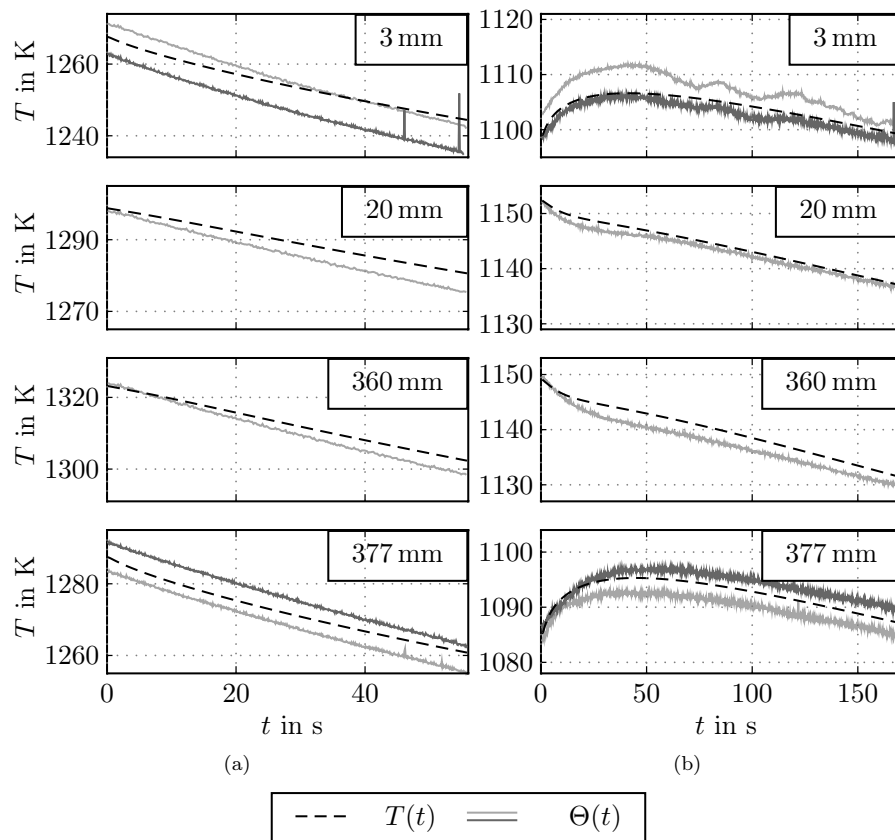 3 mm
1260
1240
T in K
3 mm
1120
1110
1100
T in K
20 mm
1290
1270
T in K
20 mm
1150
1140
1130
360 mm
1320
1300
T in K
360 mm
1150
1140
1130
377 mm
1280
1260
T in K
377 mm
1100
1090
1080
0 20 40
0 50 100 150
t in s
t in s
(a)
(b)
T(t) Θ(t)